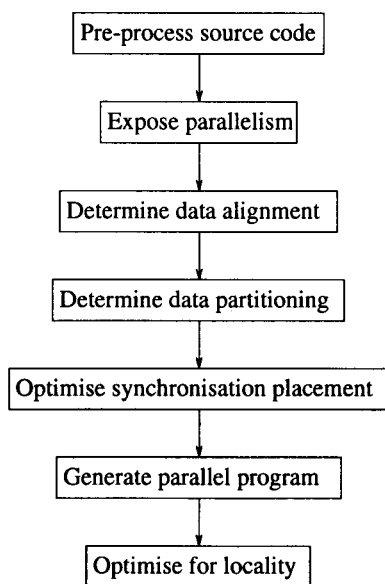 Pre-process source code
Expose parallelism
Determine data alignment
Determine data partitioning
Optimise synchronisation placement
Generate parallel program
Optimise for locality